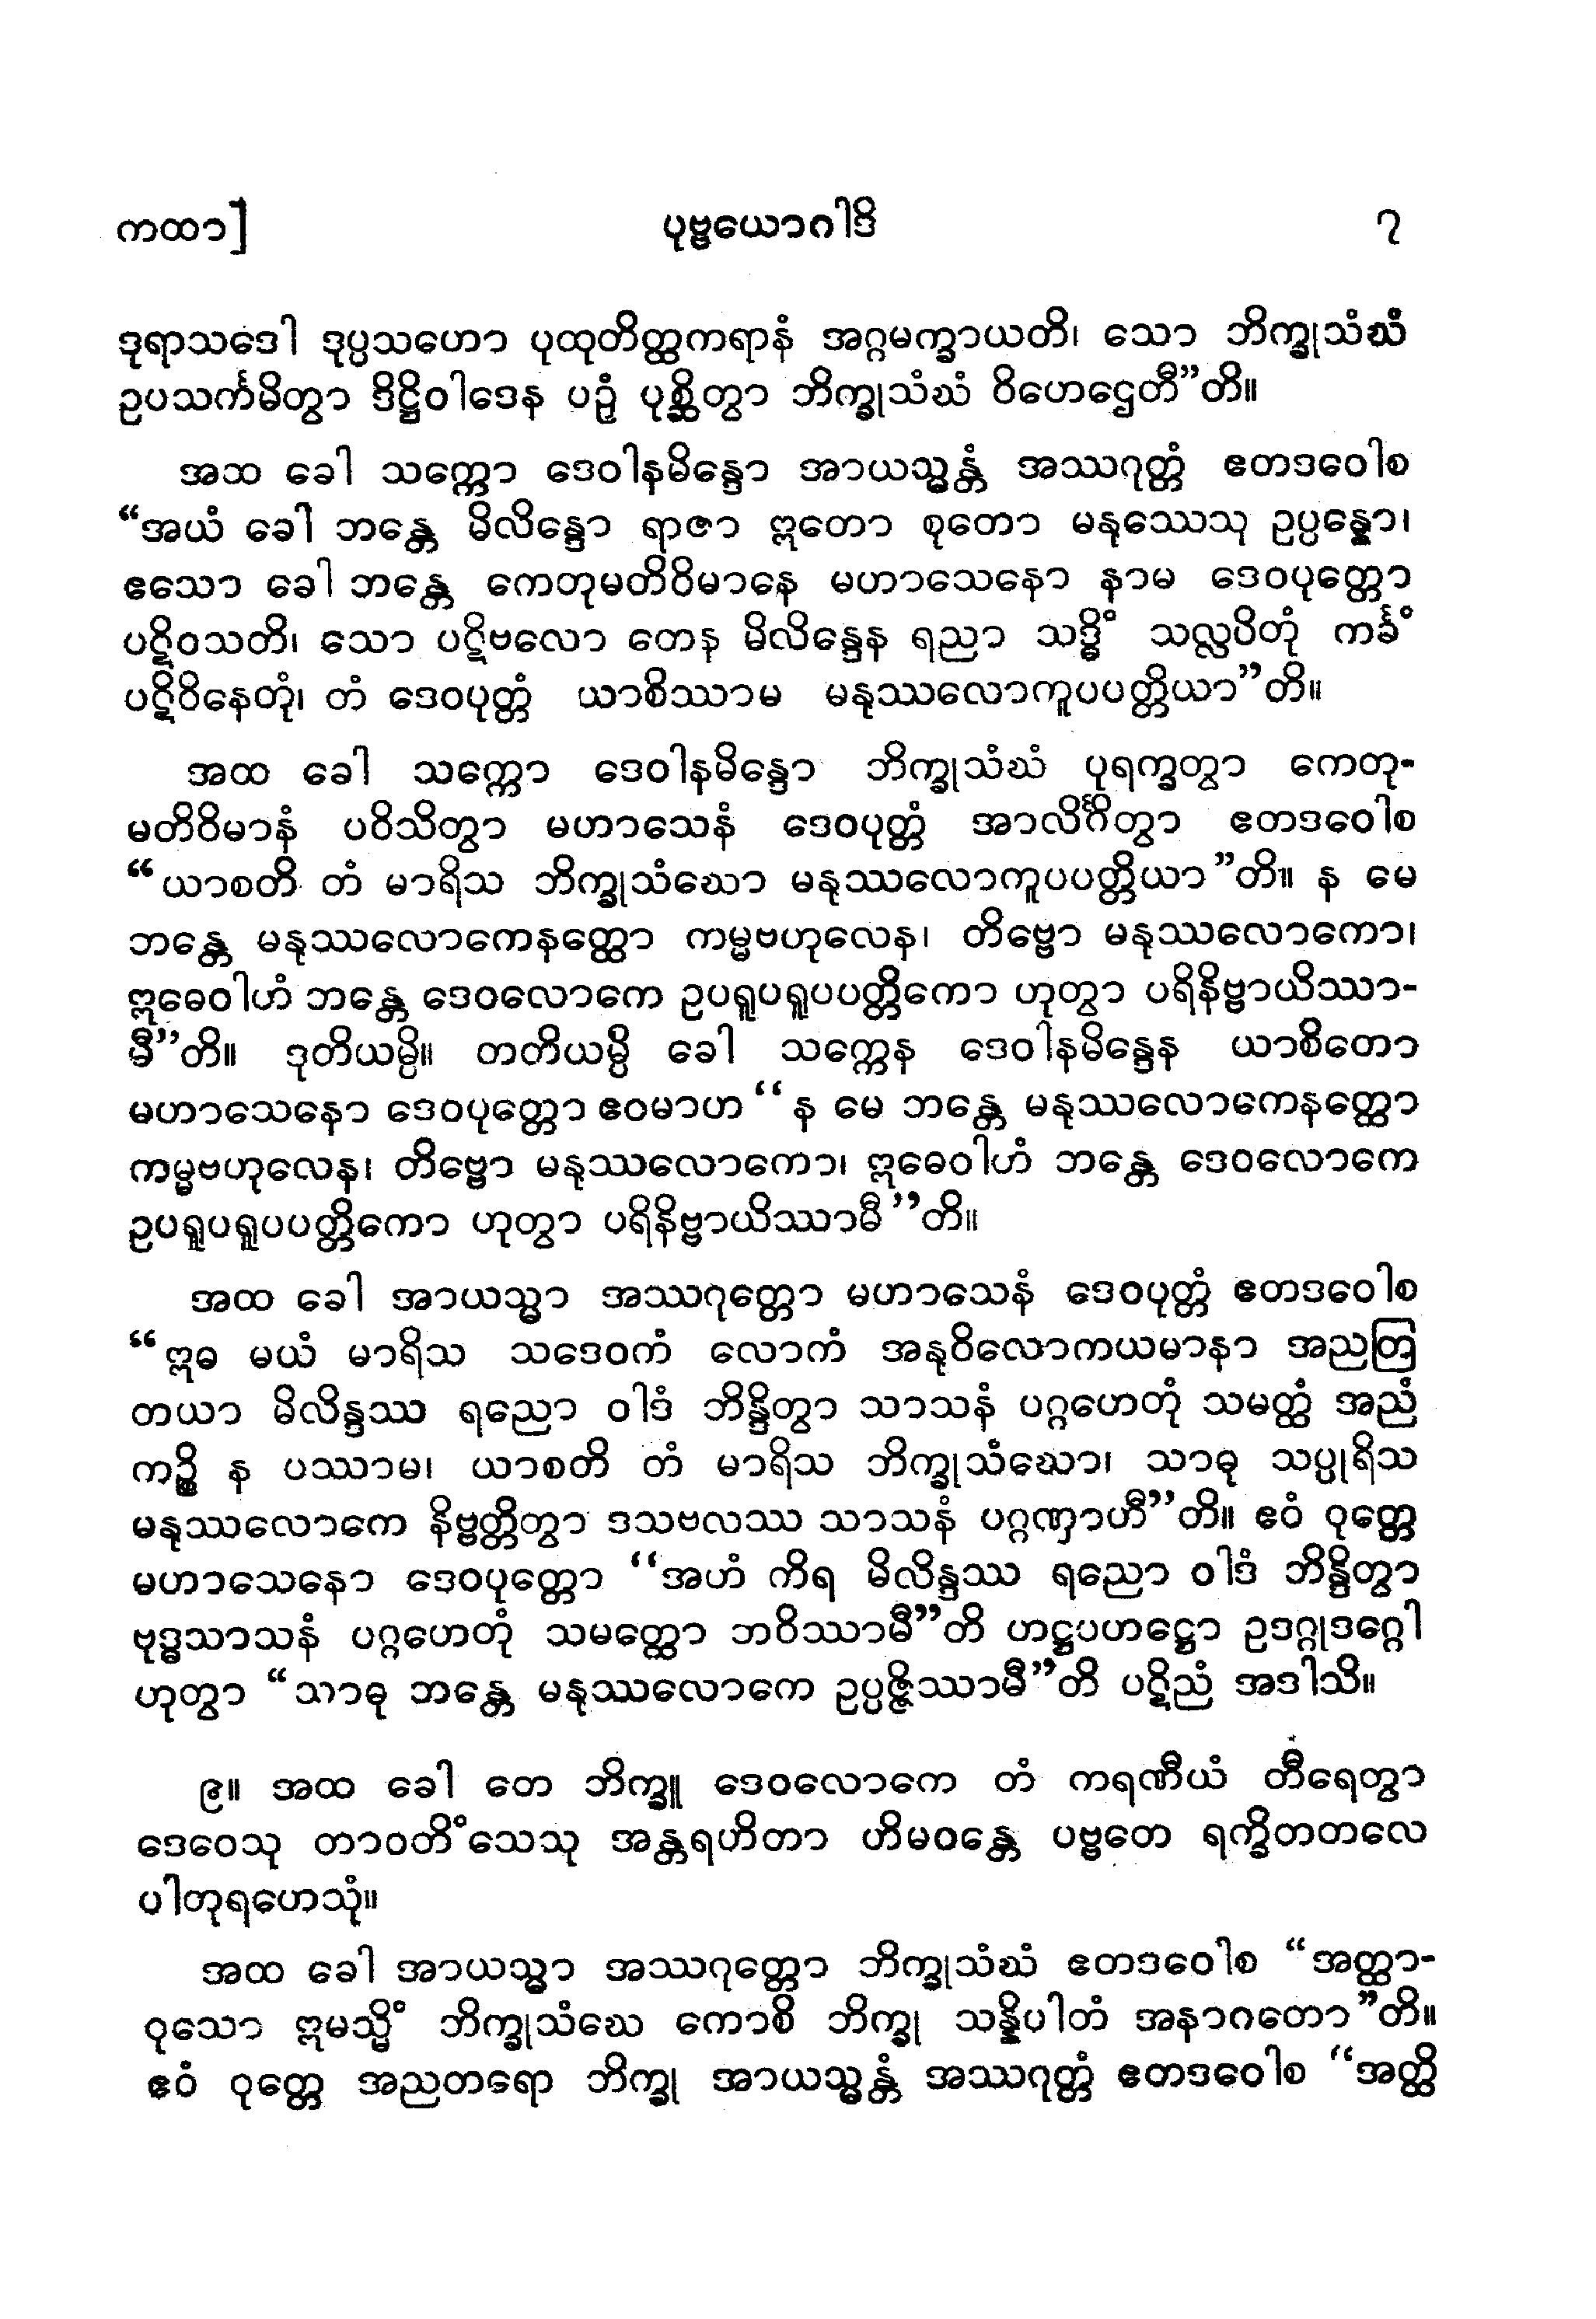 ကထာ] ပုဗ္ဗယောဂါဒိ ၇
ဒုရာသဒေါ ဒုပ္ပသဟော ပုထုတိတ္ထကရာနံ အဂ္ဂမက္ခာယတိ၊ သော ဘိက္ခုသံဃံ
ဥပသင်္ကမိတွာ ဒိဋ္ဌိဝါဒေန ပဉှံ ပုစ္ဆိတွာ ဘိက္ခုသံဃံ ဝိဟေဌေတီ”တိ။
အထ ခေါ သက္ကော ဒေဝါနမိန္ဒော အာယသ္မန္တံ အဿဂုတ္တံ ဧတဒဝေါစ
“အယံ ခေါ ဘန္တေ မိလိန္ဒော ရာဇာ ဣတော စုတော မနုဿေသု ဥပ္ပန္နော၊
ဧသော ခေါ ဘန္တေ ကေတုမတိဝိမာနေ မဟာသေနော နာမ ဒေဝပုတ္တော
ပဋိဝသတိ၊ သော ပဋိဗလော တေန မိလိန္ဒေန ရညာ သဒ္ဓိံ သလ္လပိတုံ ကင်္ခံ
ပဋိဝိနေတုံ၊ တံ ဒေဝပုတ္တံ ယာစိဿာမ မနုဿလောကူပပတ္တိယာ”တိ။
အထ ခေါ သက္ကော ဒေဝါနမိန္ဒော ဘိက္ခုသံဃံ ပုရက္ခတွာ ကေတု-
မတိဝိမာနံ ပဝိသိတွာ မဟာသေနံ ဒေဝပုတ္တံ အာလိင်္ဂိတွာ ဧတဒဝေါစ
“ယာစတိ တံ မာရိသ ဘိက္ခုသံဃော မနုဿလောကူပပတ္တိယာ”တိ။ န မေ
ဘန္တေ မနုဿလောကေနတ္ထော ကမ္မဗဟုလေန၊ တိဗ္ဗော မနုဿလောကော၊
ဣဓေဝါဟံ ဘန္တေ ဒေဝလောကေ ဥပရူပရူပပတ္တိကော ဟုတွာ ပရိနိဗ္ဗာယိဿာ-
မီ”တိ။ ဒုတိယမ္ပိ။ တတိယမ္ပိ ခေါ သက္ကေန ဒေဝါနမိန္ဒေန ယာစိတော
မဟာသေနော ဒေဝပုတ္တော ဧဝမာဟ “န မေ ဘန္တေ မနုဿလောကေနတ္ထော
ကမ္မဗဟုလေန၊ တိဗ္ဗော မနုဿလောကော၊ ဣဓေဝါဟံ ဘန္တေ ဒေဝလောကေ
ဥပရူပရူပပတ္တိကော ဟုတွာ ပရိနိဗ္ဗာယိဿာမီ”တိ။
အထ ခေါ အာယသ္မာ အဿဂုတ္တော မဟာသေနံ ဒေဝပုတ္တံ ဧတဒဝေါစ
“ဣဓ မယံ မာရိသ သဒေဝကံ လောကံ အနုဝိလောကယမာနာ အညတြ
တယာ မိလိန္ဒဿ ရညော ဝါဒံ ဘိန္ဒိတွာ သာသနံ ပဂ္ဂဟေတုံ သမတ္ထံ အညံ
ကဉ္စိ န ပဿာမ၊ ယာစတိ တံ မာရိသ ဘိက္ခုသံဃော၊ သာဓု သပ္ပုရိသ
မနုဿလောကေ နိဗ္ဗတ္တိတွာ ဒသဗလဿ သာသနံ ပဂ္ဂဏှာဟီ”တိ။ ဧဝံ ဝုတ္တေ
မဟာသေနော ဒေဝပုတ္တော “အဟံ ကိရ မိလိန္ဒဿ ရညော ဝါဒံ ဘိန္ဒိတွာ
ဗုဒ္ဓသာသနံ ပဂ္ဂဟေတုံ သမတ္ထော ဘဝိဿာမီ”တိ ဟဋ္ဌပဟဋ္ဌော ဥဒဂ္ဂုဒဂ္ဂေါ
ဟုတွာ “သာဓု ဘန္တေ မနုဿလောကေ ဥပ္ပဇ္ဇိဿာမီ”တိ ပဋိညံ အဒါသိ။
၉။ အထ ခေါ တေ ဘိက္ခူ ဒေဝလောကေ တံ ကရဏီယံ တီရေတွာ
ဒေဝေသု တာဝတိံသေသု အန္တရဟိတာ ဟိမဝန္တေ ပဗ္ဗတေ ရက္ခိတတလေ
ပါတုရဟေသုံ။
အထ ခေါ အာယသ္မာ အဿဂုတ္တော ဘိက္ခုသံဃံ ဧတဒဝေါစ “အတ္ထာ-
ဝုသော ဣမသ္မိံ ဘိက္ခုသံဃေ ကောစိ ဘိက္ခု သန္နိပါတံ အနာဂတော”တိ။
ဧဝံ ဝုတ္တေ အညတရော ဘိက္ခု အာယသ္မန္တံ အဿဂုတ္တံ ဧတဒဝေါစ “အတ္ထိ